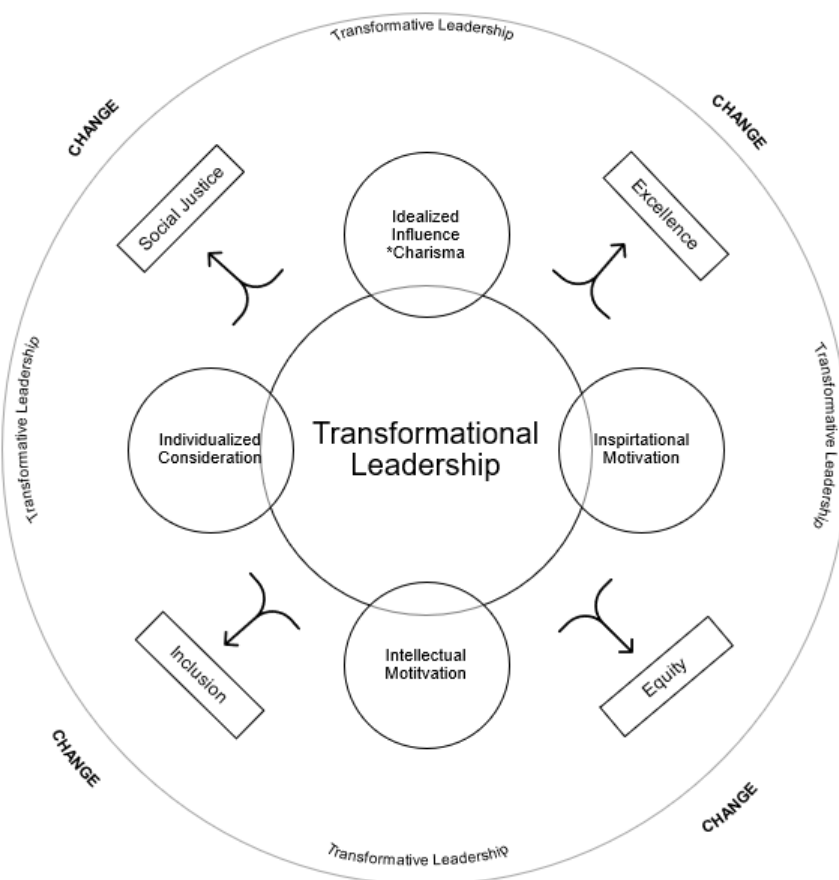 Transformative Leadership
CHANGE
CHANGE
Social Justice
Excellence
Idealized
Influence
*Charisma
Transformative Leadership
Transformative Leadership
Individualized
Consideration
Transformational
Leadership
Inspirtational
Motivation
Inclusion
Equity
Intellectual
Motitvation
CHANGE
CHANGE
Transformative Leadership